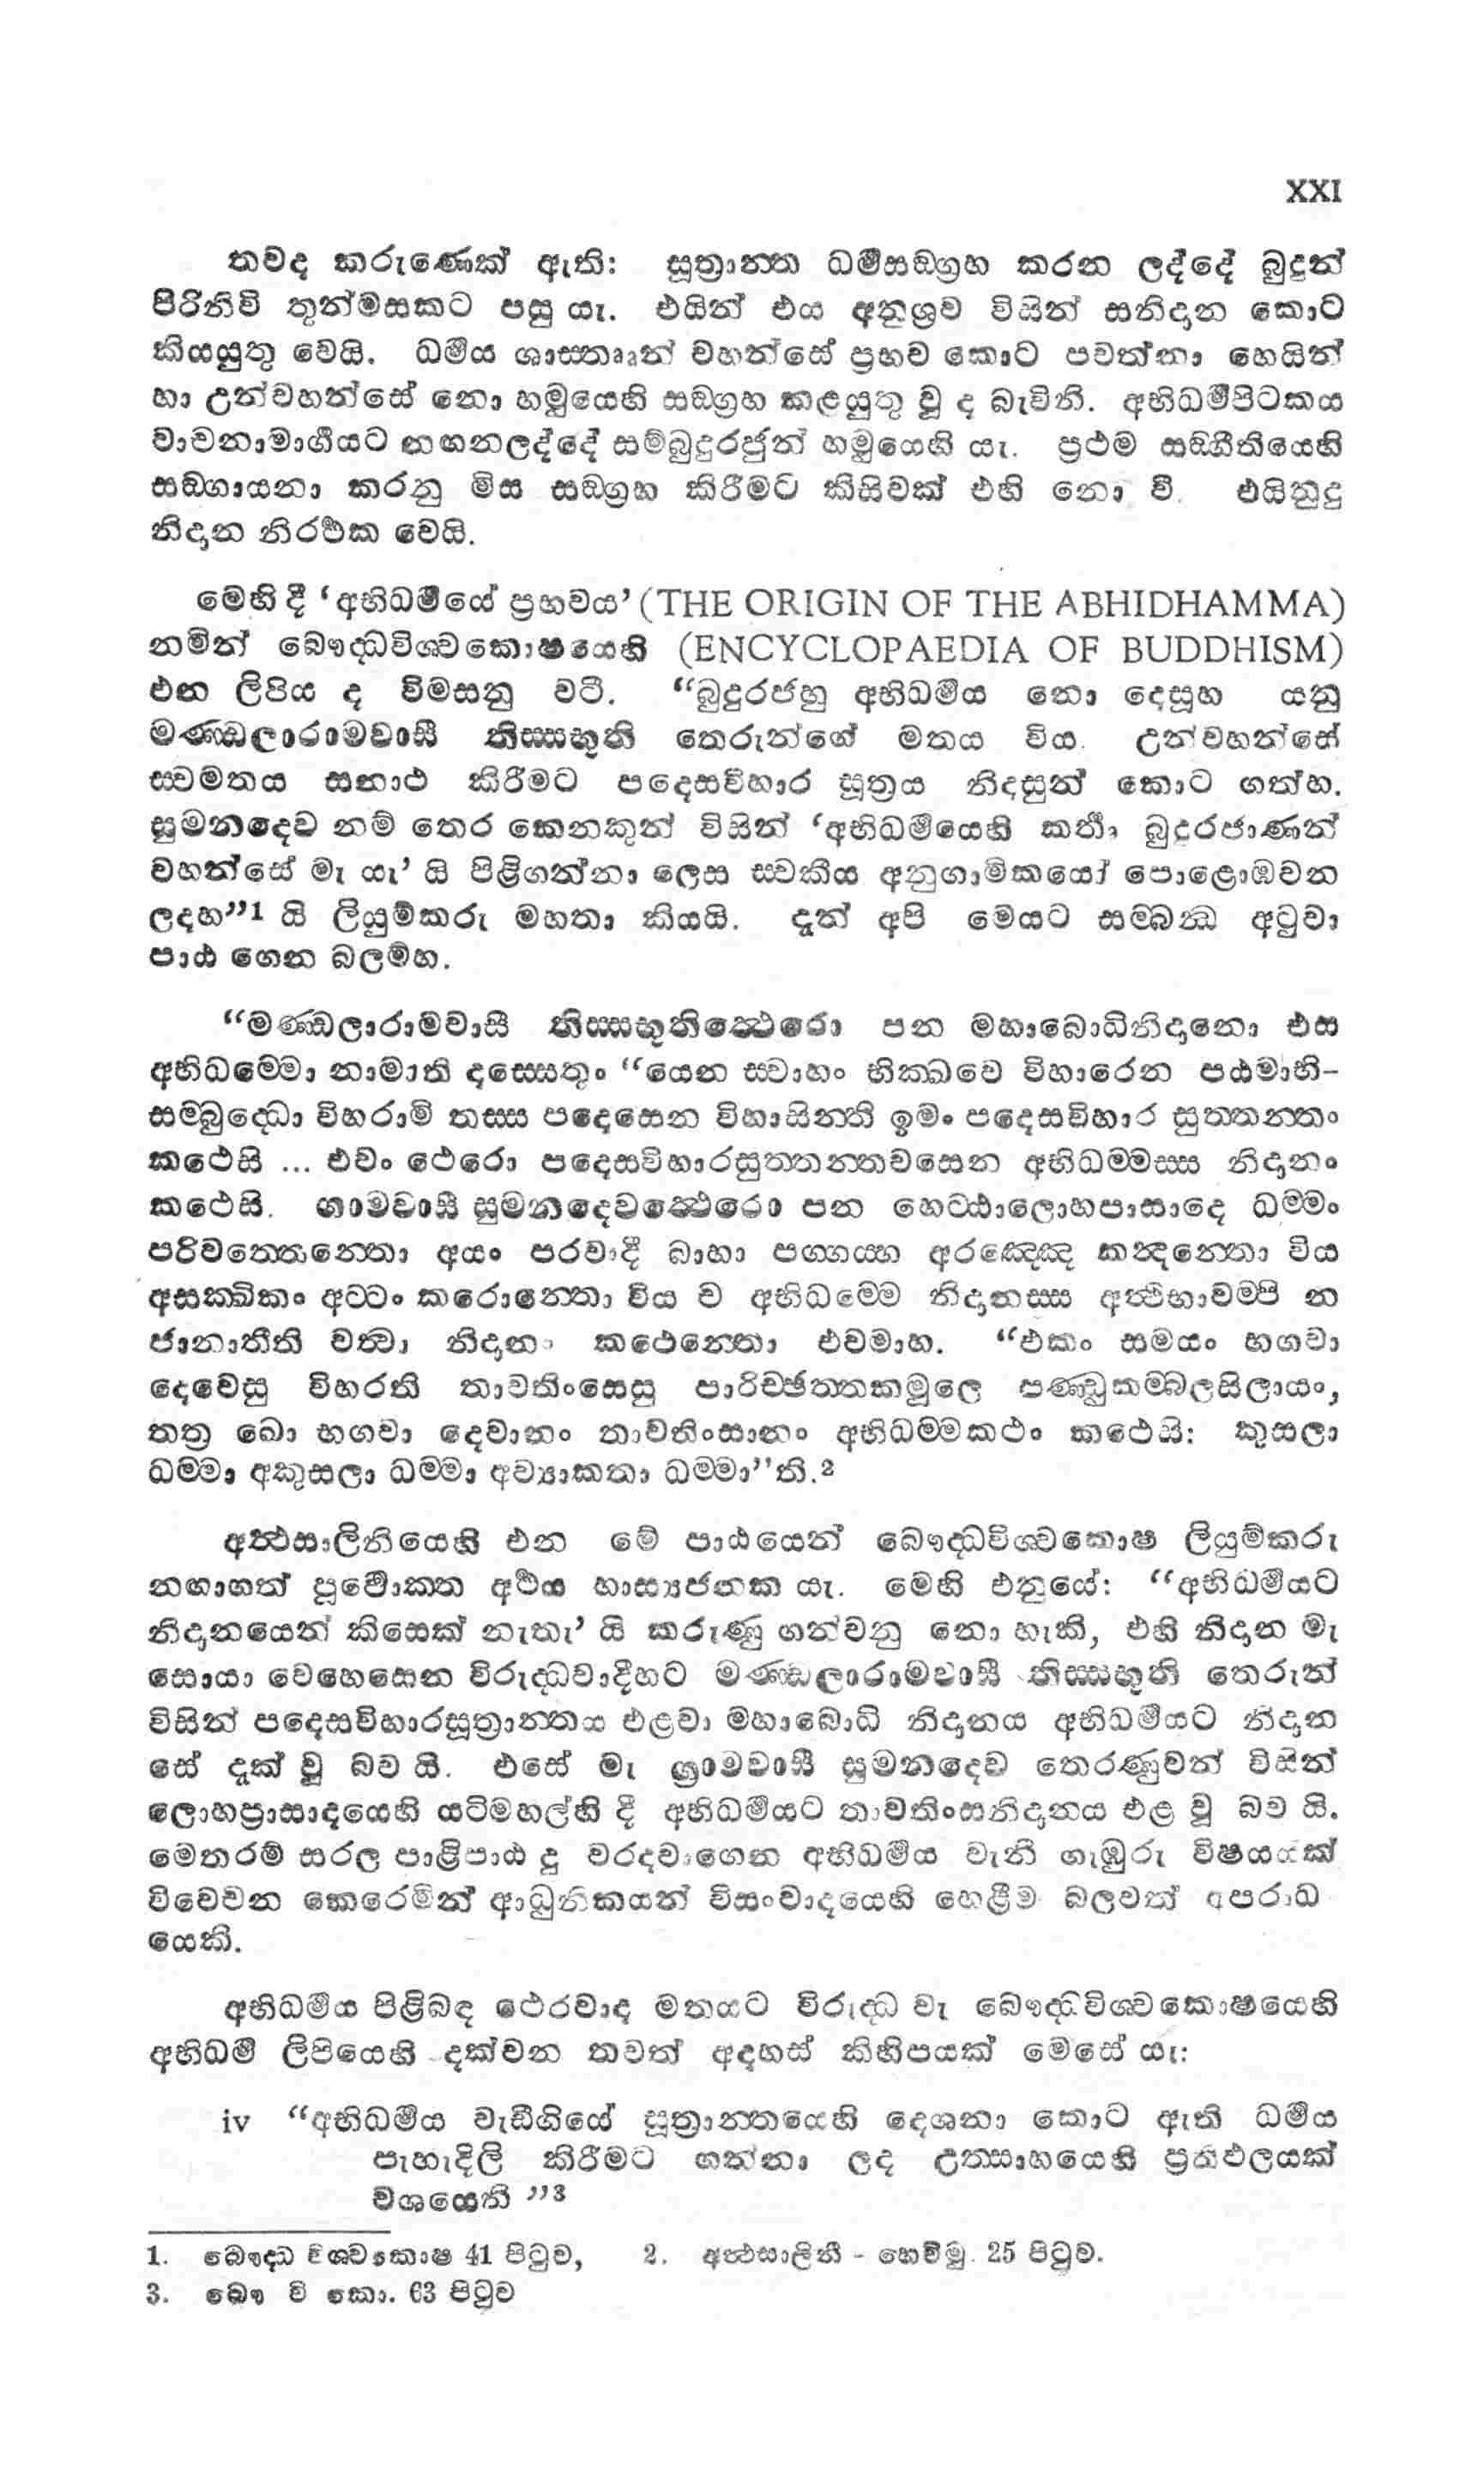 XXI
තවද කරුණෙක් ඇති: සූත්‍රාන්ත ධර්මසඞ්ග්‍රහ කරන ලද්දේ බුදුන්
පිරිනිවි තුන්මසකට පසු යැ. එයින් එය අනුශ්‍රව විසින් සනිදාන කොට
කියයුතු වෙයි. ධර්මය ශාස්තෲන් වහන්සේ ප්‍රභව කොට පවත්නා හෙයින්
හා උන්වහන්සේ නො හමුයෙහි සඞ්ග්‍රහ කළයුතු වූ ද බැවිනි. අභිධර්මපිටකය
වාචනාමාර්ගයට නඟනලද්දේ සම්බුදුරජුන් හමුයෙහි යැ. ප්‍රථම සඞ්ගීතියෙහි
සඞ්ගායනා කරනු මිස සඞ්ග්‍රහ කිරීමට කිසිවක් එහි නො වී. එයිනුදු
නිදාන නිරර්ථක වෙයි.
මෙහි දී ‘අභිධර්මයේ ප්‍රභවය’ (THE ORIGIN OF THE ABHIDHAMMA)
නමින් බෞද්ධවිශ්වකොෂයෙහි (ENCYCLOPAEDIA OF BUDDHISM)
එන ලිපිය ද විමසනු වටී. “බුදුරජහු අභිධර්මය නො දෙසූහ යනු
මණ්ඩලාරාමවාසී තිස්සභූති තෙරුන්ගේ මතය විය. උන්වහන්සේ
ස්වමතය සනාථ කිරීමට පදෙසවිහාර සූත්‍රය නිදසුන් කොට ගත්හ.
සුමනදෙව නම් තෙර කෙනකුන් විසින් ‘අභිධර්මයෙහි කර්තා බුදුරජාණන්
වහන්සේ මැ යැ’ යි පිළිගන්නා ලෙස ස්වකීය අනුගාමිකයෝ පොළොඹවන
ලදහ”1 යි ලියුම්කරු මහතා කියයි. දැන් අපි මෙයට සම්බන්ධ අටුවා
පාඨ ගෙන බලම්හ.
“මණ්ඩලාරාමවාසී තිස්සභූතිත්ථෙරො පන මහාබොධිනිදානො එස
අභිධම්මො නාමාති දස්සෙතුං “යෙන ස්වාහං භික්ඛවෙ විහාරෙන පඨමාභි-
සම්බුද්ධො විහරාමි තස්ස පදෙසෙන විහාසින්ති ඉමං පදෙසවිහාර සුත්තන්තං
කථෙසි ... එවං ථෙරො පදෙසවිහාරසුත්තන්තවසෙන අභිධම්මස්ස නිදානං
කථෙසි. ගාමවාසී සුමනදෙවත්ථෙරො පන හෙට්ඨාලොහපාසාදෙ ධම්මං
පරිවත්තෙන්තො අයං පරවාදී බාහා පග්ගය්හ අරඤ්ඤෙ කන්දන්තො විය
අසක්ඛිකං අට්ටං කරොන්තො විය ච අභිධම්මෙ නිදානස්ස අත්ථිභාවම්පි න
ජානාතීති වත්වා නිදානං කථෙන්තො එවමාහ. “එකං සමයං භගවා
දෙවෙසු විහරති තාවතිංසෙසු පාරිච්ඡත්තකමූලෙ පණ්ඩුකම්බලසිලායං,
තත්‍ර ඛො භගවා දෙවානං තාවතිංසානං අභිධම්මකථං කථෙසි: කුසලා
ධම්මා අකුසලා ධම්මා අව්‍යාකතා ධම්මා”ති.2
අත්ථසාලිනියෙහි එන මේ පාඨයෙන් බෞද්ධවිශ්වකොෂ ලියුම්කරු
නඟාගත් පූර්වොක්ත අර්ථය හාස්‍යජනක යැ. මෙහි එනුයේ: “අභිධර්මයට
නිදානයෙන් කිසෙක් නැතැ’ යි කරුණු ගන්වනු නො හැකි, එහි නිදාන මැ
සොයා වෙහෙසෙන විරුද්ධවාදීහට මණ්ඩලාරාමවාසී තිස්සභූති තෙරුන්
විසින් පදෙසවිහාරසූත්‍රාන්තය එළවා මහාබොධි නිදානය අභිධර්මයට නිදාන
සේ දැක් වූ බව යි. එසේ මැ ග්‍රාමවාසී සුමනදෙව තෙරණුවන් විසින්
ලොහප්‍රාසාදයෙහි යටිමහල්හි දී අභිධර්මයට තාවතිංසනිදානය එළ වූ බව යි.
මෙතරම් සරල පාළිපාඨ දු වරදවාගෙන අභිධර්මය වැනි ගැඹුරු විෂයයක්
විවෙචන කෙරෙමින් ආධුනිකයන් විසංවාදයෙහි හෙළීම බලවත් අපරාධ
යෙකි.
අභිධර්මය පිළිබඳ ථෙරවාද මතයට විරුද්ධ වැ බෞද්ධවිශ්වකොෂයෙහි
අභිධර්ම ලිපියෙහි දක්වන තවත් අදහස් කිහිපයක් මෙසේ යැ:
iv “අභිධර්මය වැඩීගියේ සූත්‍රාන්තයෙහි දෙශනා කොට ඇති ධර්මය
පැහැදිලි කිරීමට ගන්නා ලද උත්සාහයෙහි ප්‍රතිඵලයක්
වශයෙනි ”3
1. බෞද්ධ විශ්වකොෂ 41 පිටුව, 2. අත්ථසාලිනී - හෙවිමු. 25 පිටුව.
3. බෞ වි කො. 63 පිටුව